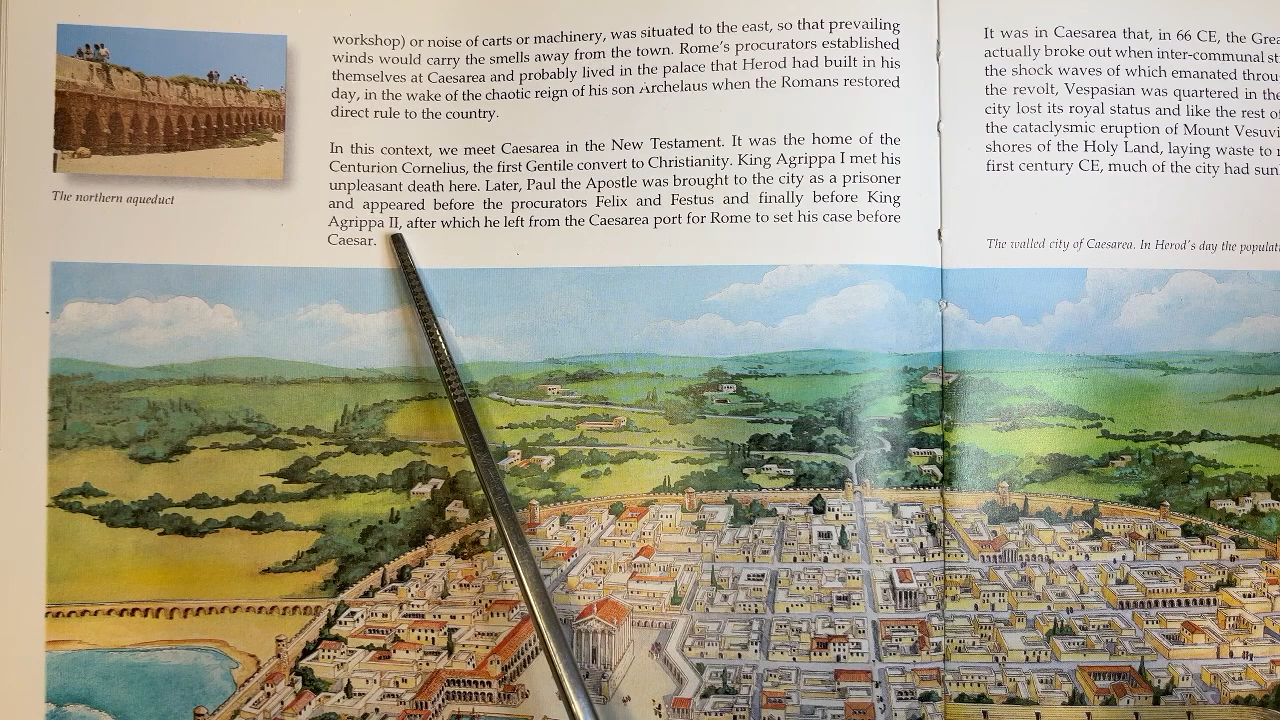 workshop) or noise of carts or machinery, was situated to the east, so that prevailing
winds would carry the smells away from the town. Rome's procurators established
themselves at Caesarea and probably lived in the palace that Herod had built in his
day, in the wake of the chaotic reign of his son Archelaus when the Romans restored
direct rule to the country.
In this context, we meet Caesarea in the New Testament. It was the home of the
Centurion Cornelius, the first Gentile convert to Christianity. King Agrippa I met his
unpleasant death here. Later, Paul the Apostle was brought to the city as a prisoner
and appeared before the procurators Felix and Festus and finally before King
Agrippa II, after which he left from the Caesarea port for Rome to set his case before
Caesar.
The northern aqueduct
It was in Caesarea that, in 66 CE, the
actually broke out when inter-communal
the shock waves of which emanated
the revolt, Vespasian was quartered in
city lost its royal status and like the rest
the cataclysmic eruption of Mount
shores of the Holy Land, laying waste to
first century CE, much of the city had
The walled city of Caesarea. In Herod's day the